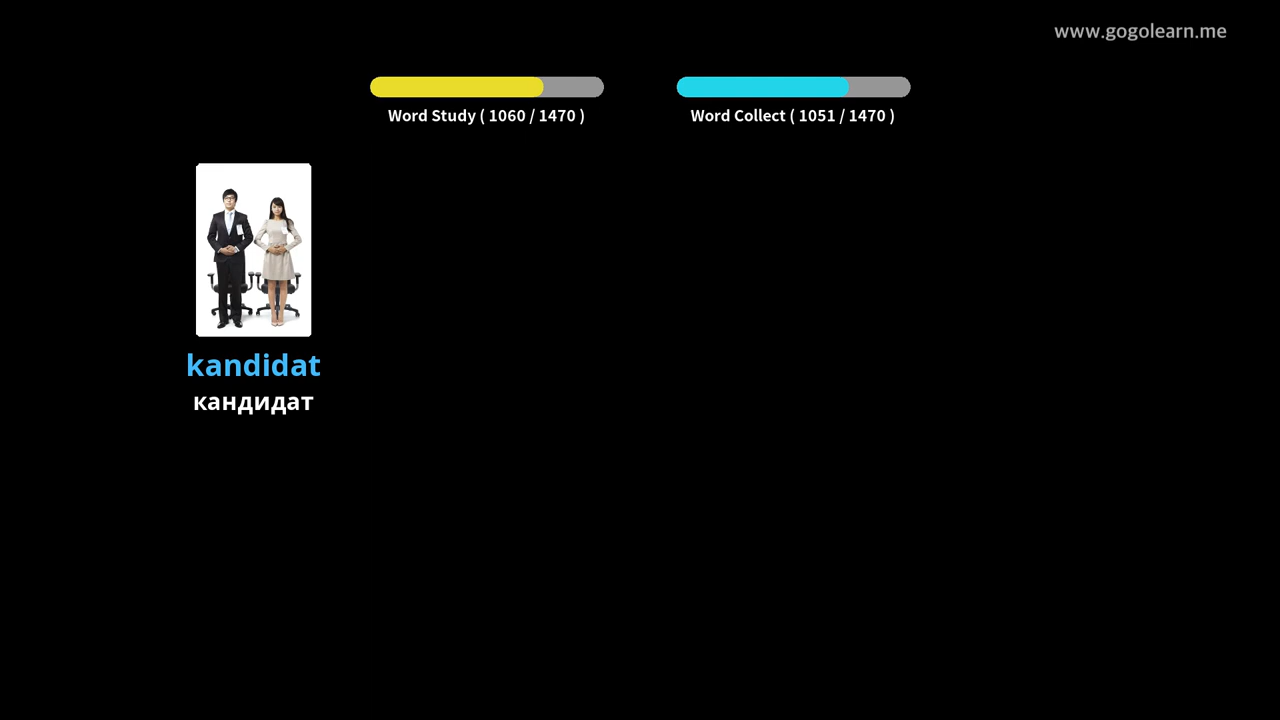 www.gogolearn.me
Word Study ( 1060 / 1470 )
Word Collect ( 1051 / 1470 )
kandidat
кандидат